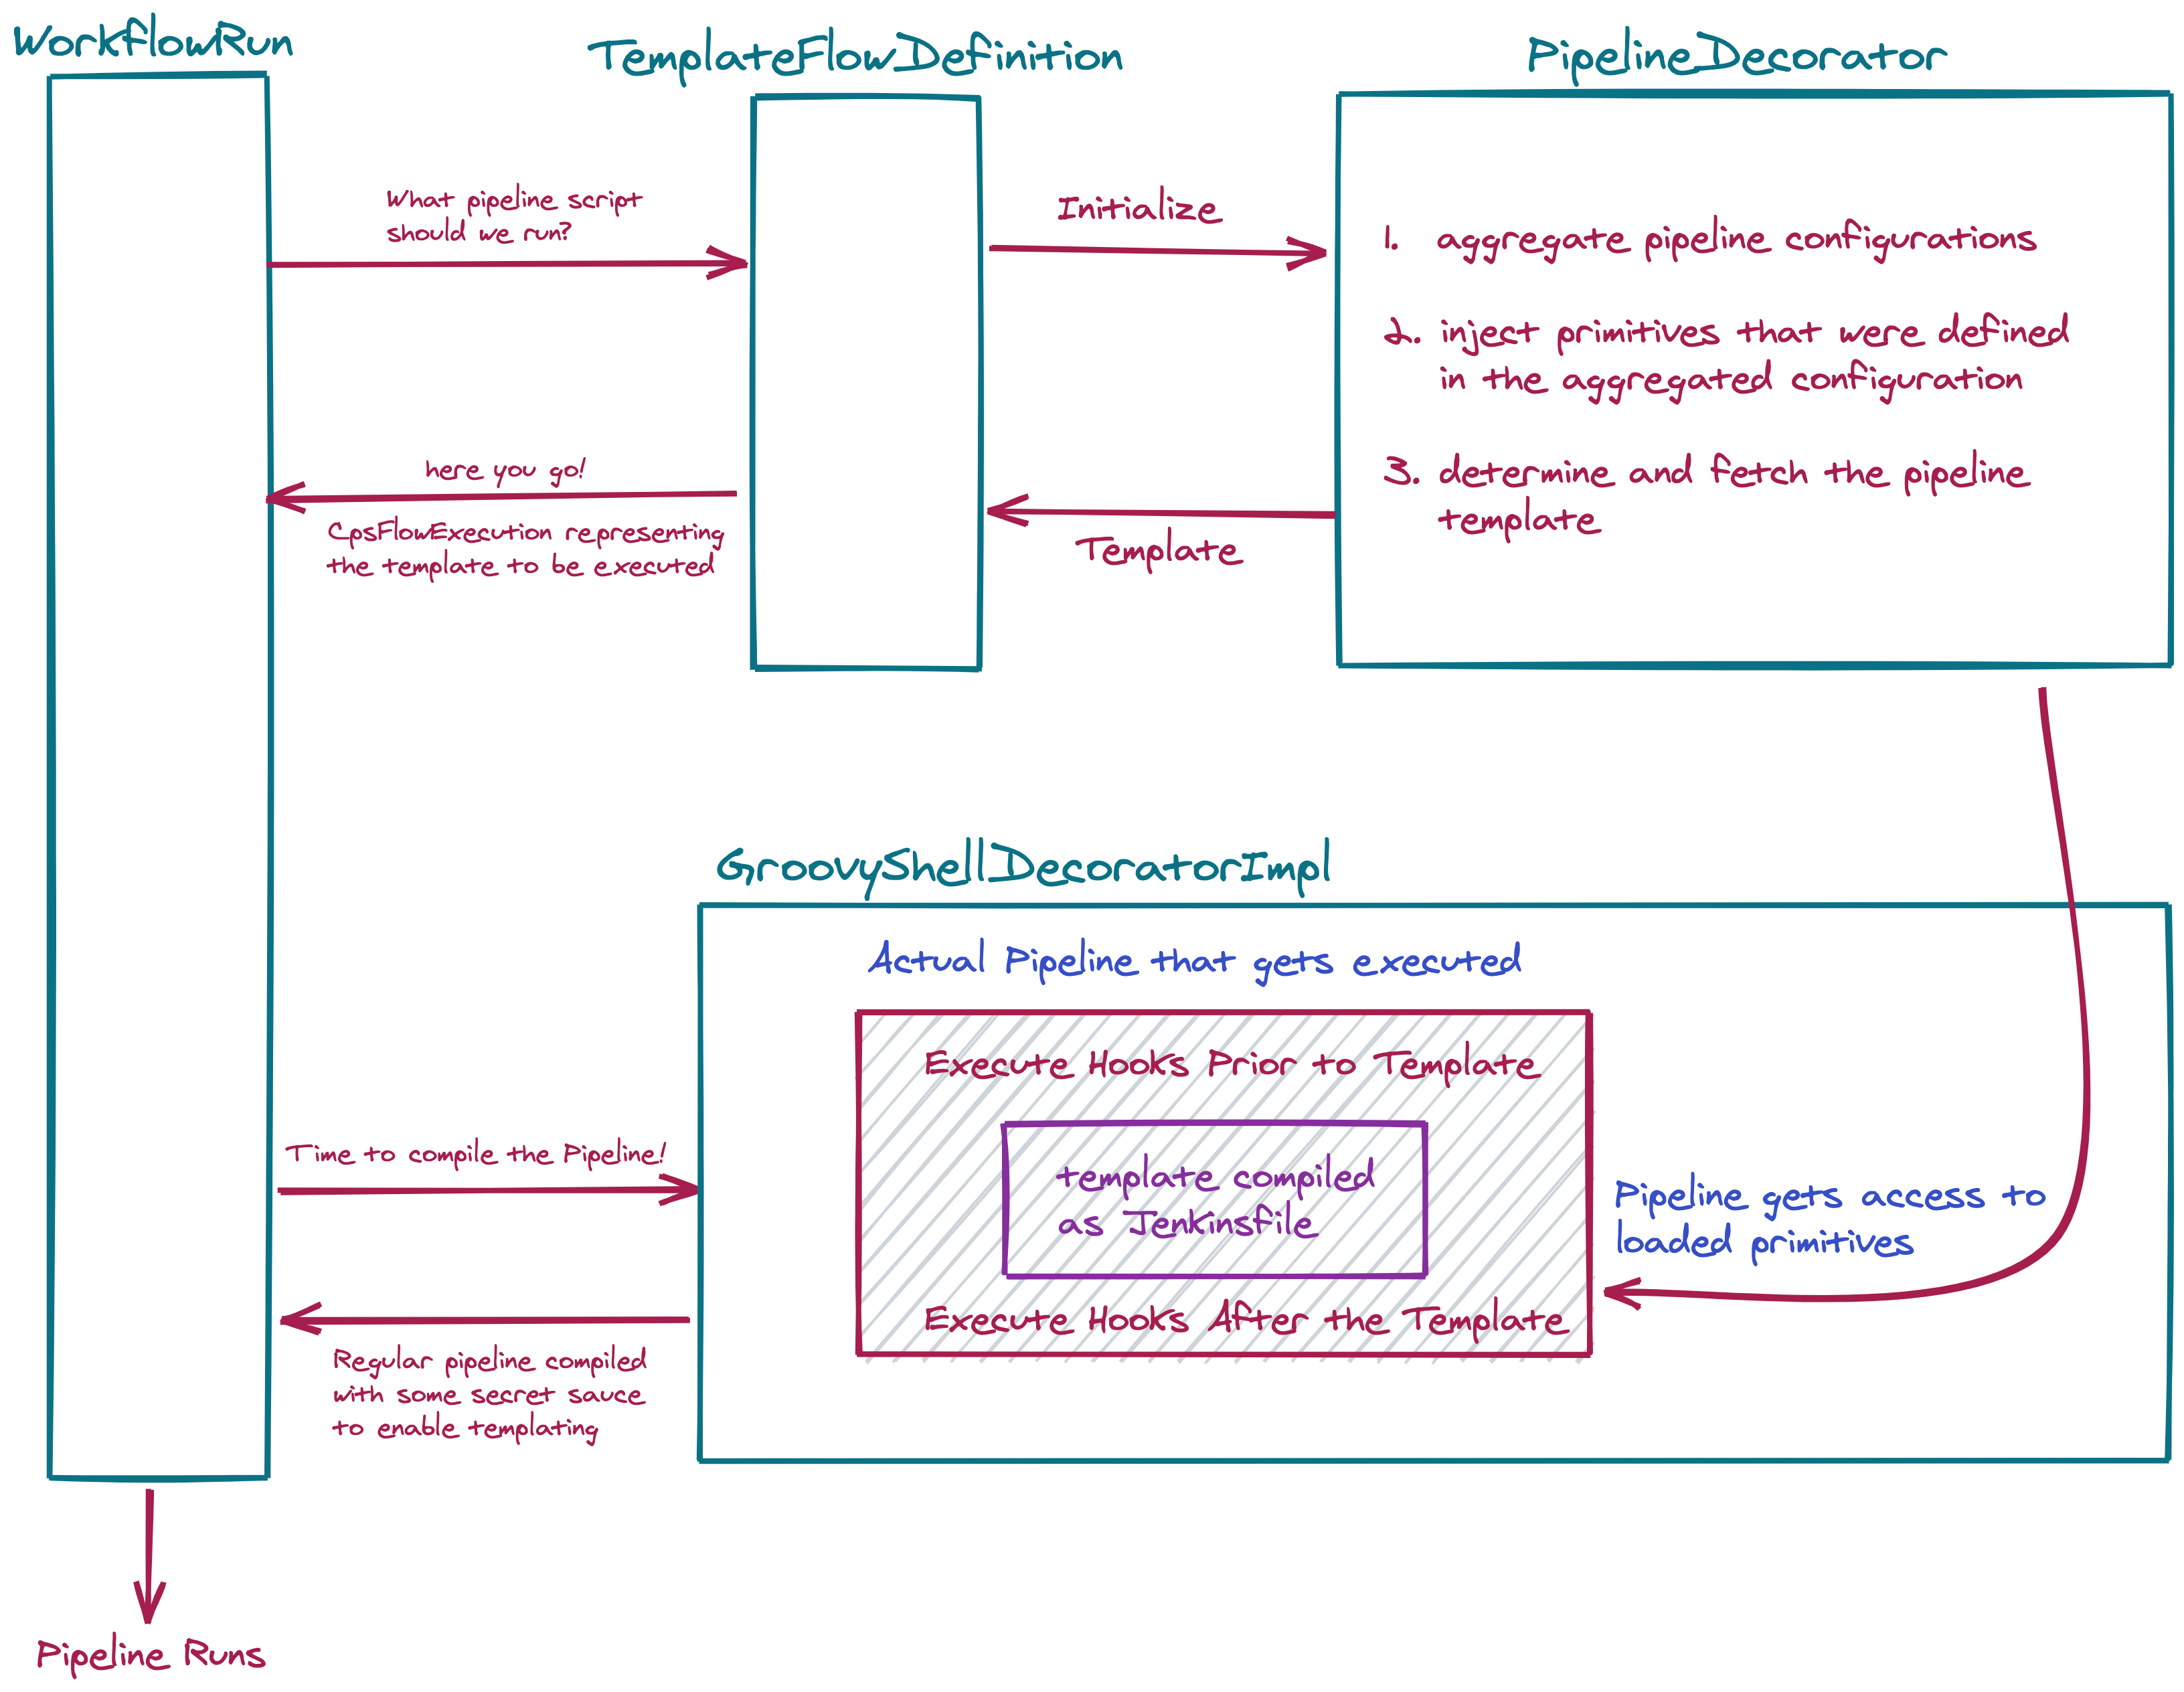 WorkflowRun
TemplateFlowDefinition
PipelineDecorator
What pipeline script
should we run?
Initialize
1. aggregate pipeline configurations
2. inject primitives that were defined
in the aggregated configuration
3. determine and fetch the pipeline
template
here you go!
CpsFlowExecution representing
the template to be executed
Template
GroovyShellDecoratorImpl
Actual Pipeline that gets executed
Execute Hooks Prior to Template
template compiled
as Jenkinsfile
Execute Hooks After the Template
Pipeline gets access to
loaded primitives
Time to compile the Pipeline!
Regular pipeline compiled
with some secret sauce
to enable templating
Pipeline Runs